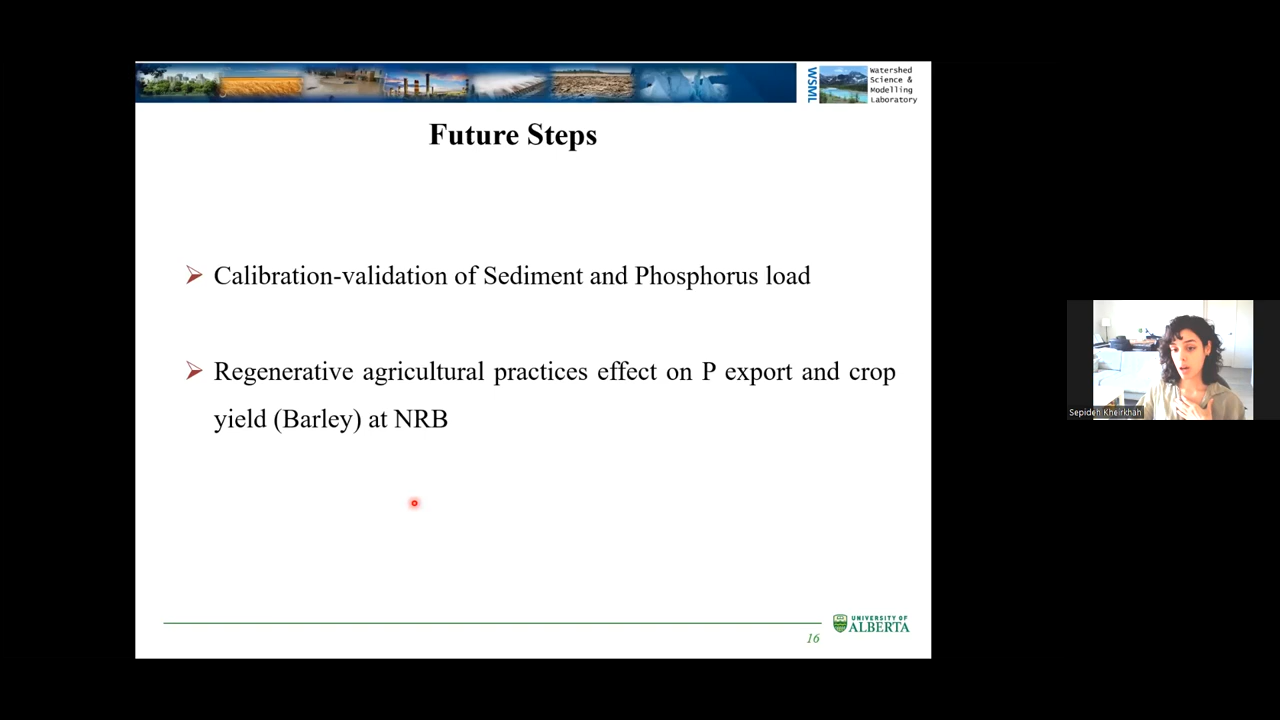 WSML
Watershed
Science &
Modelling
Laboratory
Future Steps
Calibration-validation of Sediment and Phosphorus load
Regenerative agricultural practices effect on P export and crop
yield (Barley) at NRB
Sepideh Kheirkhah
UNIVERSITY OF
ALBERTA
16